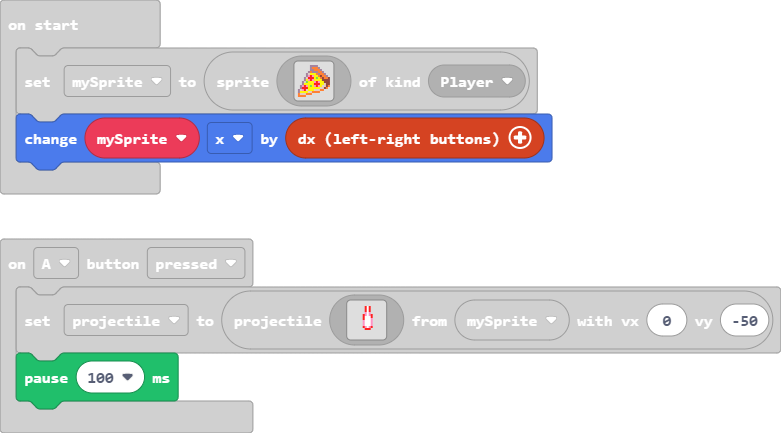 on start
set mySprite to sprite of kind Player
change mySprite x by dx (left-right buttons)
on A button pressed
set projectile to projectile from mySprite with vx 0 vy -50
pause 100 ms